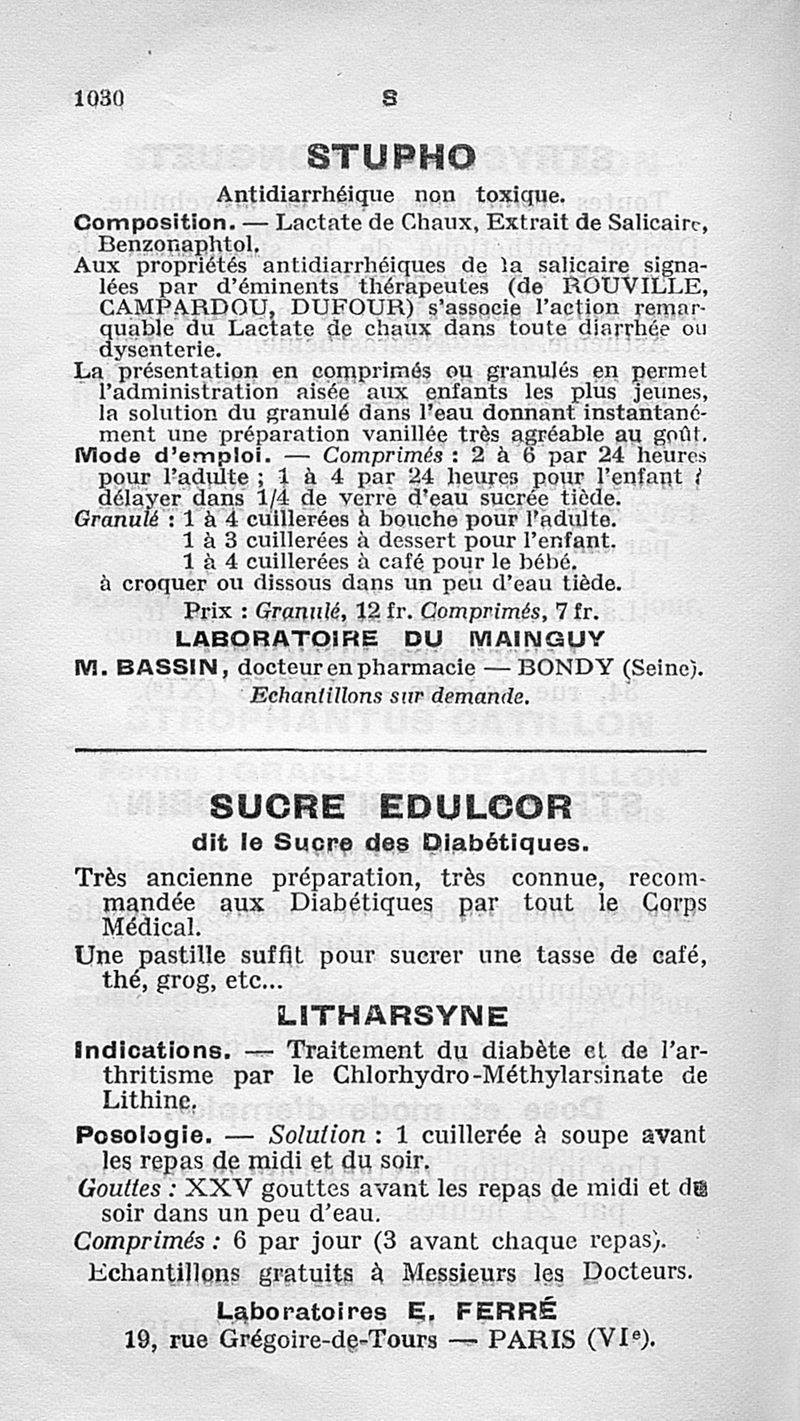 1030
S
STUPHO
Antidiarrhéique non toxique.
Composition. — Lactate de Chaux, Extrait de Salicaire,
Benzonaphtol.
Aux propriétés antidiarrhéiques de la salicaire signa-
lées par d'éminents thérapeutes (de ROUVILLE,
CAMPARDOU, DUFOUR) s'associe l'action remar-
quable du Lactate de chaux dans toute diarrhée ou
dysenterie.
La présentation en comprimés ou granulés en permet
l'administration aisée aux enfants les plus jeunes,
la solution du granulé dans l'eau donnant instantané-
ment une préparation vanillée très agréable au goût.
Mode d'emploi. — Comprimés : 2 à 6 par 24 heures
pour l'adulte ; 1 à 4 par 24 heures pour l'enfant
délayer dans 1/4 de verre d'eau sucrée tiède.
Granulé : 1 à 4 cuillerées à bouche pour l'adulte.
1 à 3 cuillerées à dessert pour l'enfant.
1 à 4 cuillerées à café pour le bébé.
à croquer ou dissous dans un peu d'eau tiède.
Prix : Granulé, 12 fr. Comprimés, 7 fr.
LABORATOIRE DU MAINGUY
M. BASSIN, docteur en pharmacie — BONDY (Seine).
Echantillons sur demande.
SUCRE EDULCOR
dit le Sucre des Diabétiques.
Très ancienne préparation, très connue, recom-
mandée aux Diabétiques par tout le Corps
Médical.
Une pastille suffit pour sucrer une tasse de café,
thé, grog, etc...
LITHARSYNE
Indications. — Traitement du diabète et de l'ar-
thritisme par le Chlorhydro-Méthylarsinate de
Lithine.
Posologie. — Solution : 1 cuillerée à soupe avant
les repas de midi et du soir.
Gouttes : XXV gouttes avant les repas de midi et du
soir dans un peu d'eau.
Comprimés : 6 par jour (3 avant chaque repas).
Echantillons gratuits à Messieurs les Docteurs.
Laboratoires E. FERRÉ
19, rue Grégoire-de-Tours — PARIS (VIe).